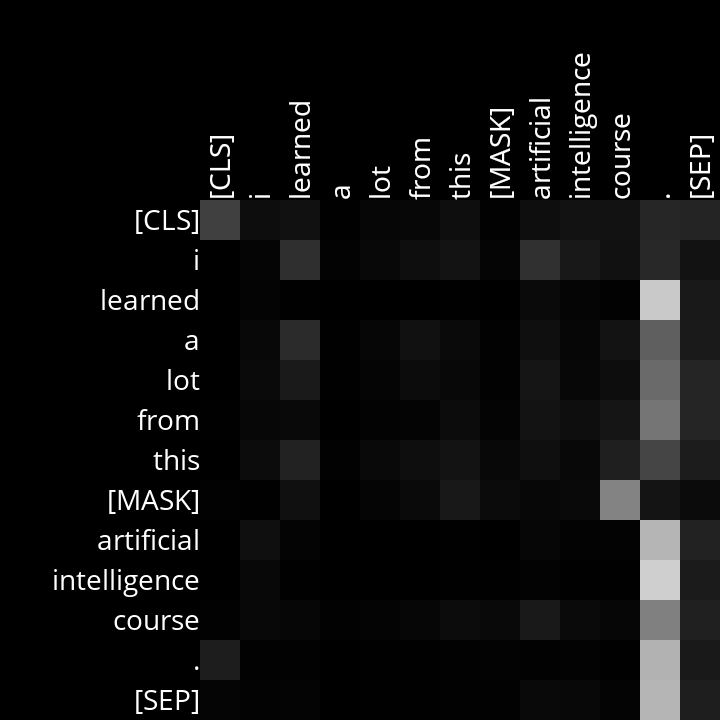 [CLS] i learned a lot from this [MASK] artificial intelligence course . [SEP]
[CLS]
i
learned
a
lot
from
this
[MASK]
artificial
intelligence
course
.
[SEP]